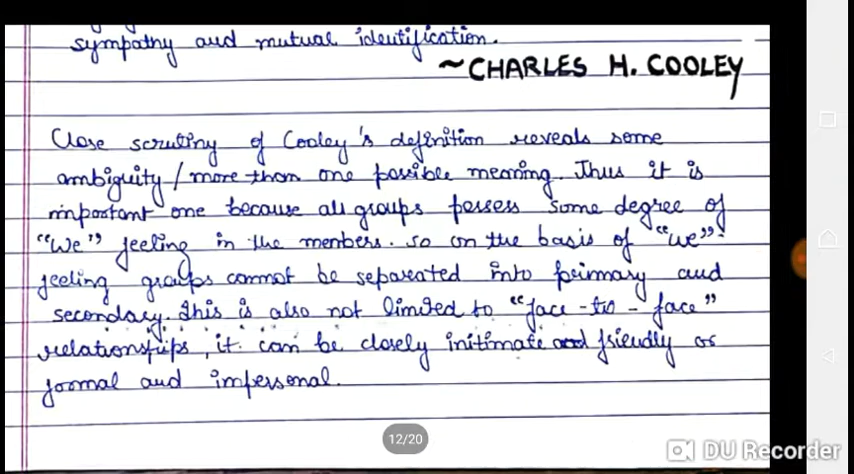 sympathy and mutual identification.
~CHARLES H. COOLEY
Close scrutiny of Cooley's definition reveals some
ambiguity/more than one possible meaning. Thus it is
important one because all groups possess some degree of
"We" feeling in the members. So on the basis of "we"-
feeling groups cannot be separated into primary and
secondary. This is also not limited to "face-to-face"
relationships, it can be closely initimate and friendly or
formal and impersonal.
12/20
DU Recorder